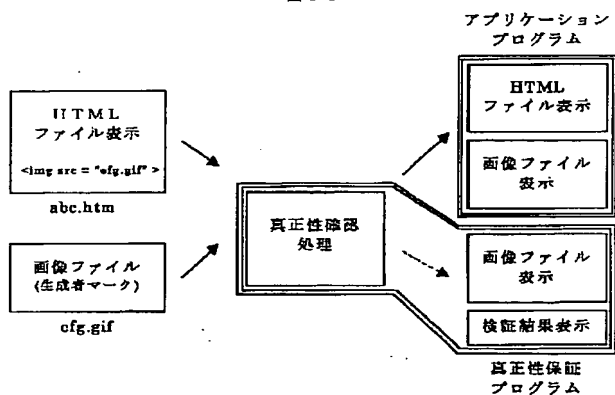 アプリケーション
プログラム
HTML
ファイル表示
<img src = "efg.gif" >
abc.htm
画像ファイル
(生成者マーク)
efg.gif
真正性確認
処理
HTML
ファイル表示
画像ファイル
表示
画像ファイル
表示
検証結果表示
真正性保証
プログラム